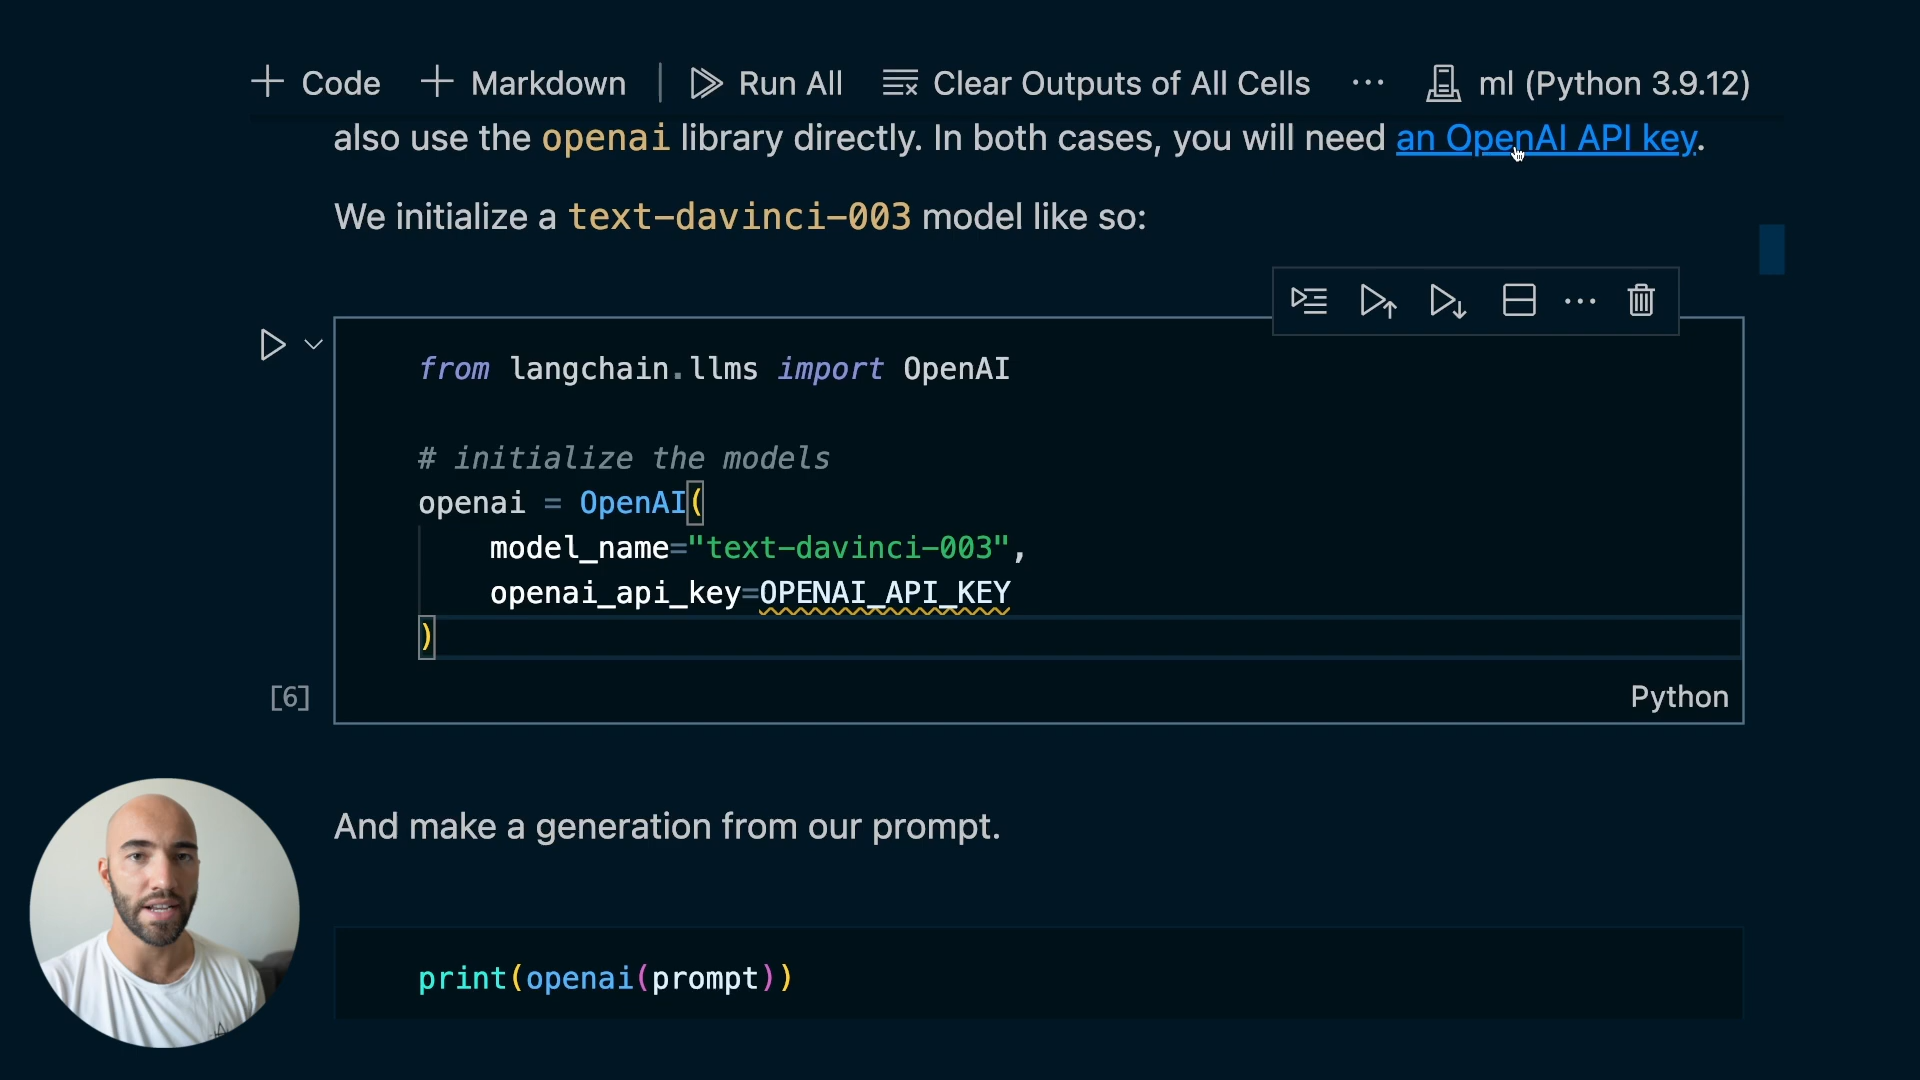 Code Markdown Run All Clear Outputs of All Cells ... ml (Python 3.9.12)
also use the openai library directly. In both cases, you will need an OpenAI API key.
We initialize a text-davinci-003 model like so:
from langchain.llms import OpenAI
# initialize the models
openai = OpenAI(
model_name="text-davinci-003",
openai_api_key=OPENAI_API_KEY
)
[6] Python
And make a generation from our prompt.
print(openai(prompt))